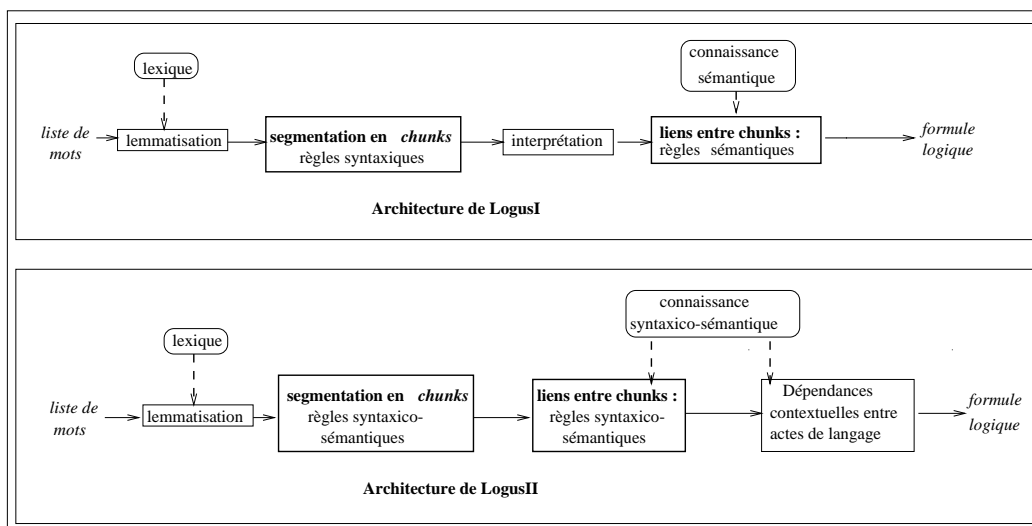 lexique
connaissance
sémantique
liste de
mots
lemmatisation
segmentation en chunks
règles syntaxiques
interprétation
liens entre chunks :
règles sémantiques
formule
logique
Architecture de LogusI
lexique
connaissance
syntaxico-sémantique
liste de
mots
lemmatisation
segmentation en chunks
règles syntaxico-
sémantiques
liens entre chunks :
règles syntaxico-
sémantiques
Dépendances
contextuelles entre
actes de langage
formule
logique
Architecture de LogusII